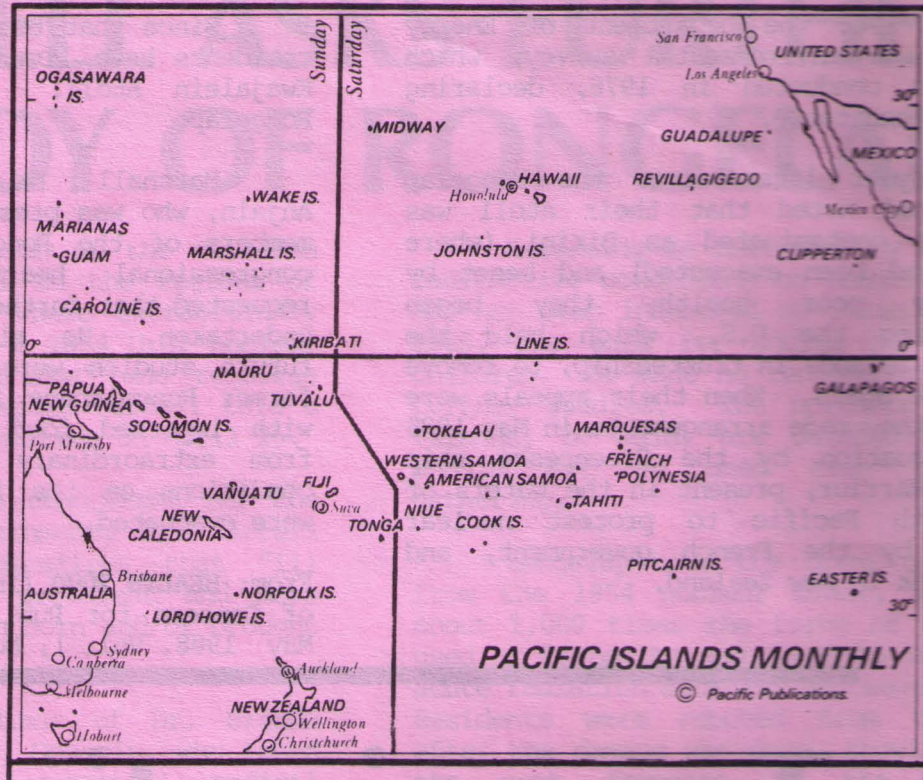 Sunday
Saturday
San Francisco
UNITED STATES
Los Angeles
OGASAWARA
IS.
30°
MIDWAY
GUADALUPE
MEXICO
WAKE IS.
HAWAII
Honolulu
REVILLAGIGEDO
Mexico City
MARIANAS
GUAM
MARSHALL IS.
JOHNSTON IS.
CLIPPERTON
CAROLINE IS.
0°
KIRIBATI
LINE IS.
0°
NAURU
PAPUA
NEW GUINEA
TUVALU
GALAPAGOS
Port Moresby
SOLOMON IS.
TOKELAU
MARQUESAS
WESTERN SAMOA
FRENCH
POLYNESIA
AMERICAN SAMOA
VANUATU
FIJI
Suva
TAHITI
NIUE
NEW
CALEDONIA
TONGA
COOK IS.
PITCAIRN IS.
Brisbane
AUSTRALIA
NORFOLK IS.
EASTER IS.
30°
LORD HOWE IS.
Sydney
Canberra
PACIFIC ISLANDS MONTHLY
© Pacific Publications.
Auckland
Melbourne
NEW ZEALAND
Wellington
Hobart
Christchurch